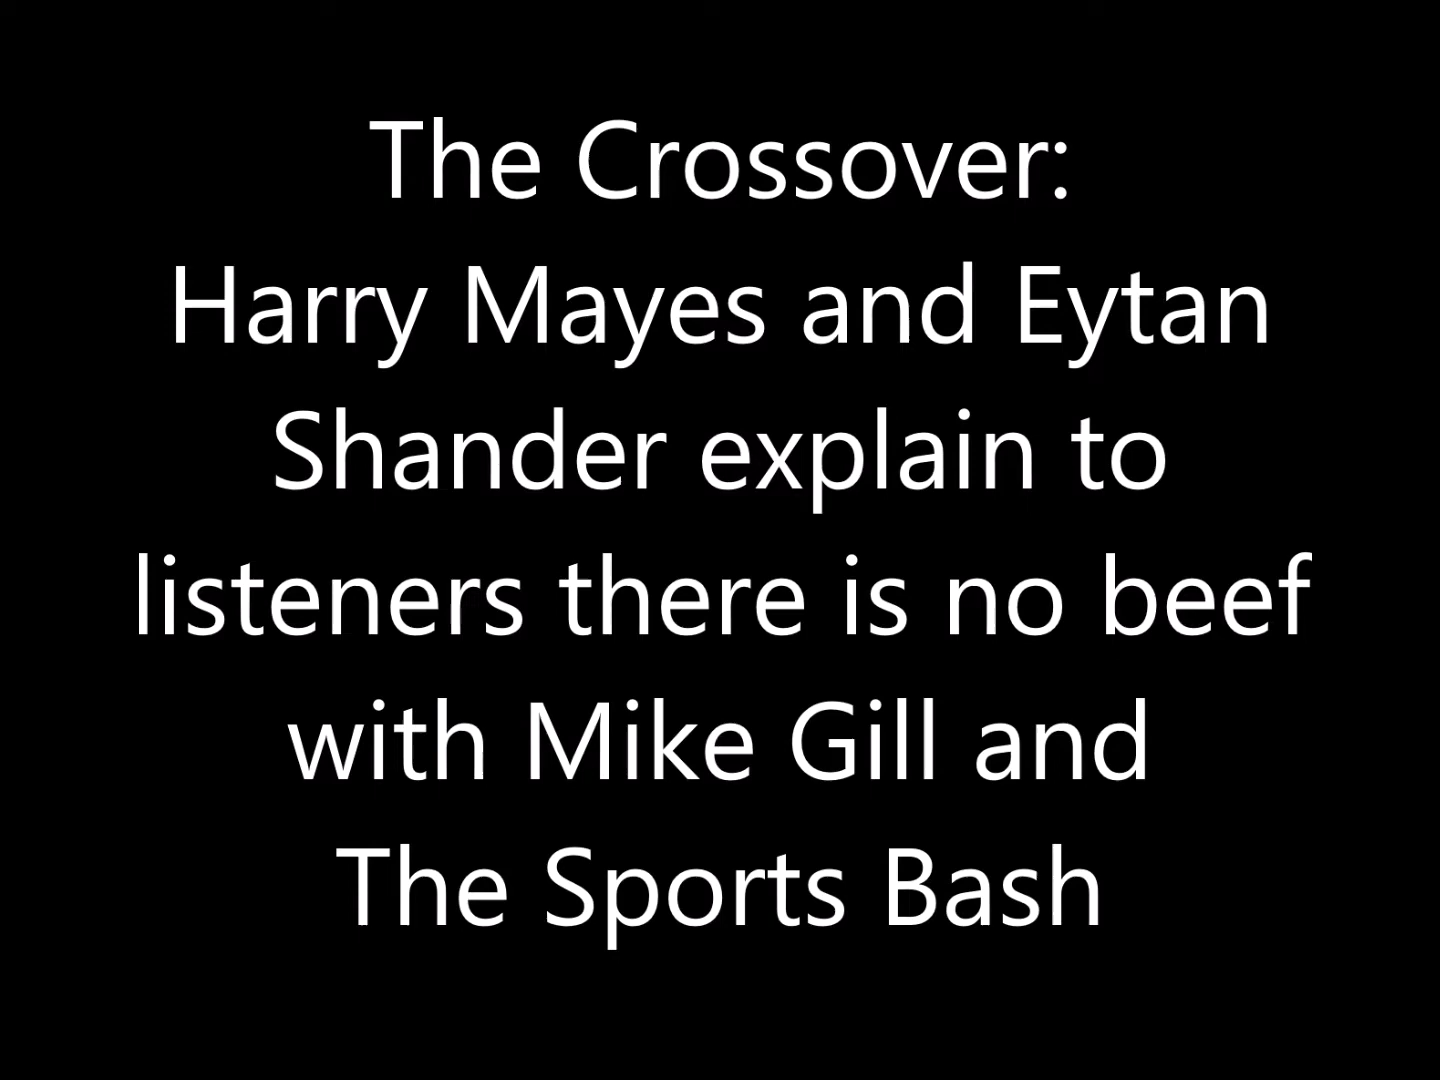 The Crossover:
Harry Mayes and Eytan
Shander explain to
listeners there is no beef
with Mike Gill and
The Sports Bash